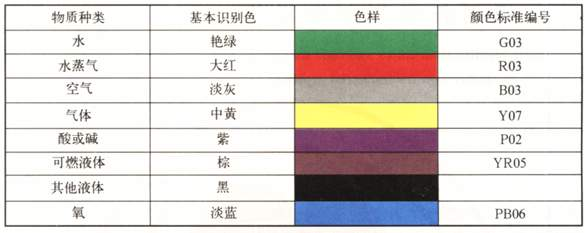 物质种类 基本识别色 色样 颜色标准编号
水 艳绿 G03
水蒸气 大红 R03
空气 淡灰 B03
气体 中黄 Y07
酸或碱 紫 P02
可燃液体 棕 YR05
其他液体 黑
氧 淡蓝 PB06